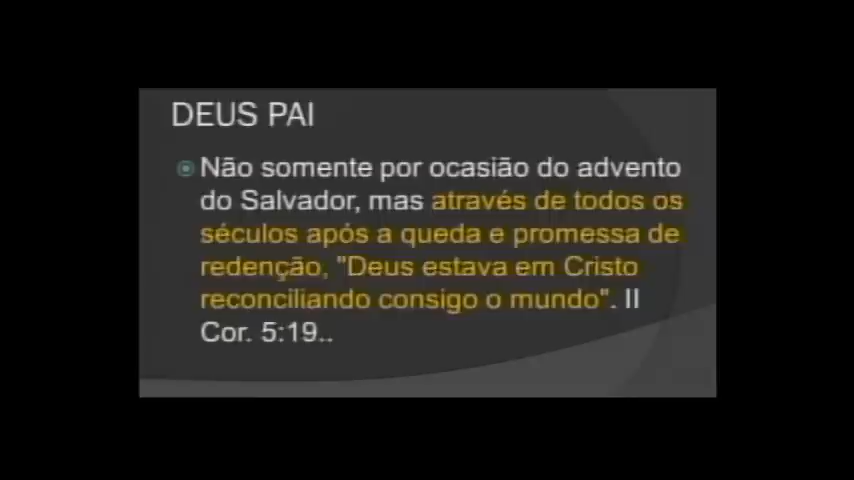 DEUS PAI
Não somente por ocasião do advento
do Salvador, mas através de todos os
séculos após a queda e promessa de
redenção, "Deus estava em Cristo
reconciliando consigo o mundo". II
Cor. 5:19..